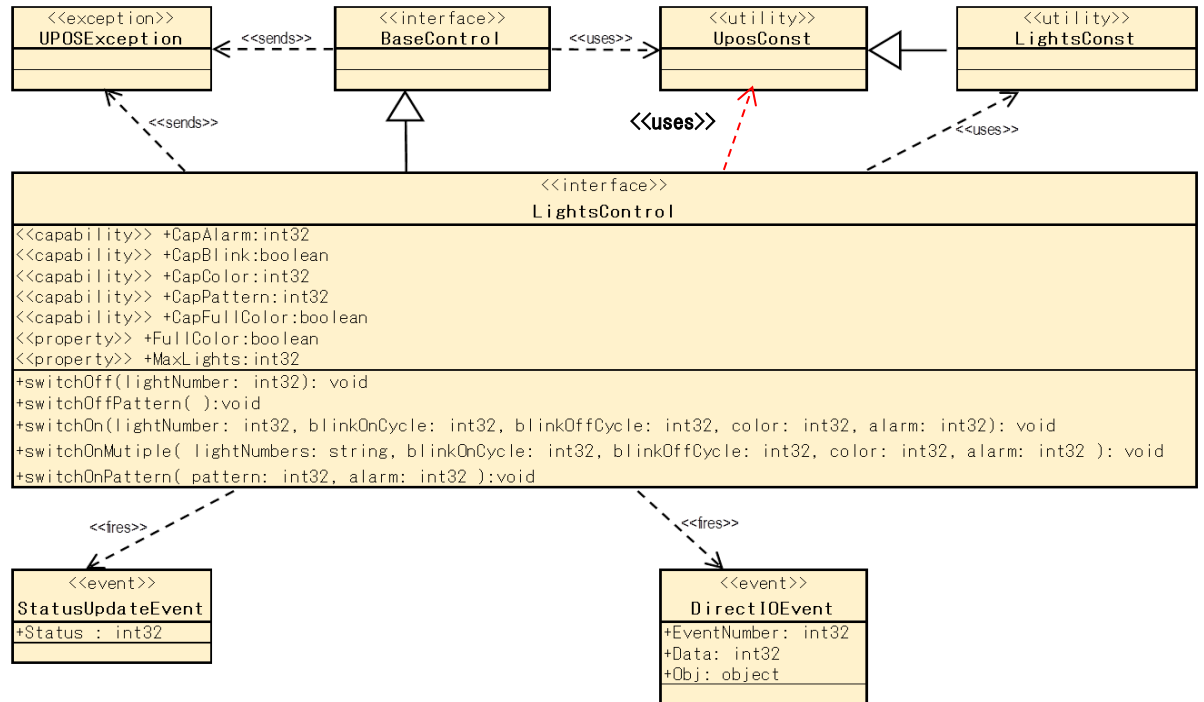 <<exception>>
UPOSException
<<sends>>
<<interface>>
BaseControl
<<uses>>
<<utility>>
UposConst
<<utility>>
LightsConst
<<sends>>
<<uses>>
<<uses>>
<<interface>>
LightsControl
<<capability>> +CapAlarm:int32
<<capability>> +CapBlink:boolean
<<capability>> +CapColor:int32
<<capability>> +CapPattern:int32
<<capability>> +CapFullColor:boolean
<<property>> +FullColor:boolean
<<property>> +MaxLights:int32
+switchOff(lightNumber: int32): void
+switchOffPattern( ):void
+switchOn(lightNumber: int32, blinkOnCycle: int32, blinkOffCycle: int32, color: int32, alarm: int32): void
+switchOnMutiple( lightNumbers: string, blinkOnCycle: int32, blinkOffCycle: int32, color: int32, alarm: int32 ): void
+switchOnPattern( pattern: int32, alarm: int32 ):void
<<fires>>
<<fires>>
<<event>>
StatusUpdateEvent
+Status : int32
<<event>>
DirectIOEvent
+EventNumber: int32
+Data: int32
+Obj: object